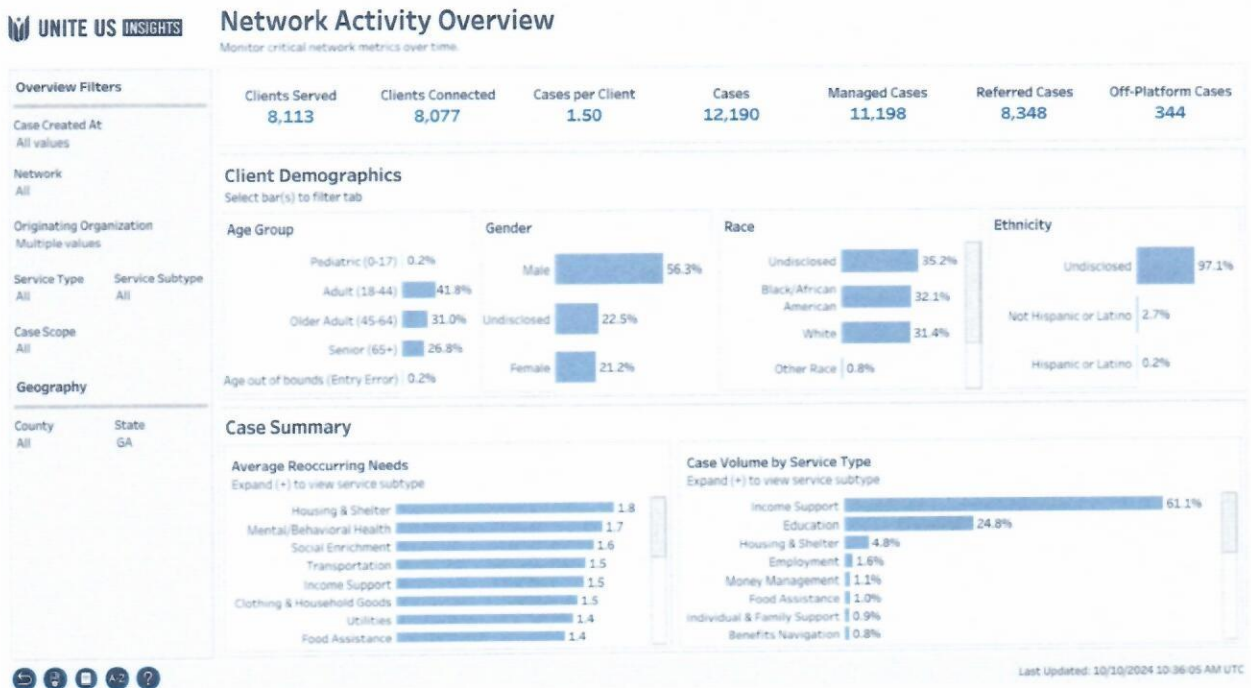 UNITE US INSIGHTS
Network Activity Overview
Monitor critical network metrics over time.
Overview Filters
Case Created At
All values
Network
All
Originating Organization
Multiple values
Service Type Service Subtype
All All
Case Scope
All
Geography
County State
All GA
Clients Served Clients Connected Cases per Client Cases Managed Cases Referred Cases Off-Platform Cases
8,113 8,077 1.50 12,190 11,198 8,348 344
Client Demographics
Select bar(s) to filter tab
Age Group
Pediatric (0-17) 0.2%
Adult (18-44) 41.8%
Older Adult (45-64) 31.0%
Senior (65+) 26.8%
Age out of bounds (Entry Error) 0.2%
Gender
Male 56.3%
Undisclosed 22.5%
Female 21.2%
Race
Undisclosed 35.2%
Black/African
American 32.1%
White 31.4%
Other Race 0.8%
Ethnicity
Undisclosed 97.1%
Not Hispanic or Latino 2.7%
Hispanic or Latino 0.2%
Case Summary
Average Reoccurring Needs
Expand (+) to view service subtype
Housing & Shelter 1.8
Mental/Behavioral Health 1.7
Social Enrichment 1.6
Transportation 1.5
Income Support 1.5
Clothing & Household Goods 1.5
Utilities 1.4
Food Assistance 1.4
Case Volume by Service Type
Expand (+) to view service subtype
Income Support 61.1%
Education 24.8%
Housing & Shelter 4.8%
Employment 1.6%
Money Management 1.1%
Food Assistance 1.0%
Individual & Family Support 0.9%
Benefits Navigation 0.8%
A-Z ?
Last Updated: 10/10/2024 10:36:05 AM UTC